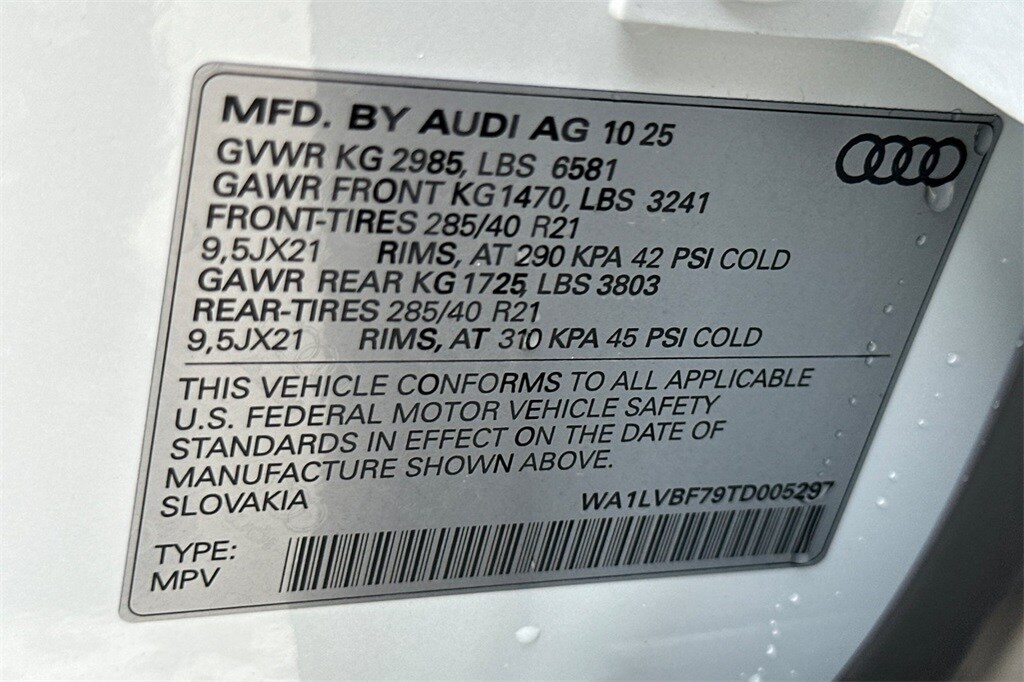 MFD. BY AUDI AG 10 25
GVWR KG 2985, LBS 6581
GAWR FRONT KG 1470, LBS 3241
FRONT-TIRES 285/40 R21
9,5JX21 RIMS, AT 290 KPA 42 PSI COLD
GAWR REAR KG 1725, LBS 3803
REAR-TIRES 285/40 R21
9,5JX21 RIMS, AT 310 KPA 45 PSI COLD
THIS VEHICLE CONFORMS TO ALL APPLICABLE
U.S. FEDERAL MOTOR VEHICLE SAFETY
STANDARDS IN EFFECT ON THE DATE OF
MANUFACTURE SHOWN ABOVE.
SLOVAKIA WA1LVBF79TD005297
TYPE:
MPV